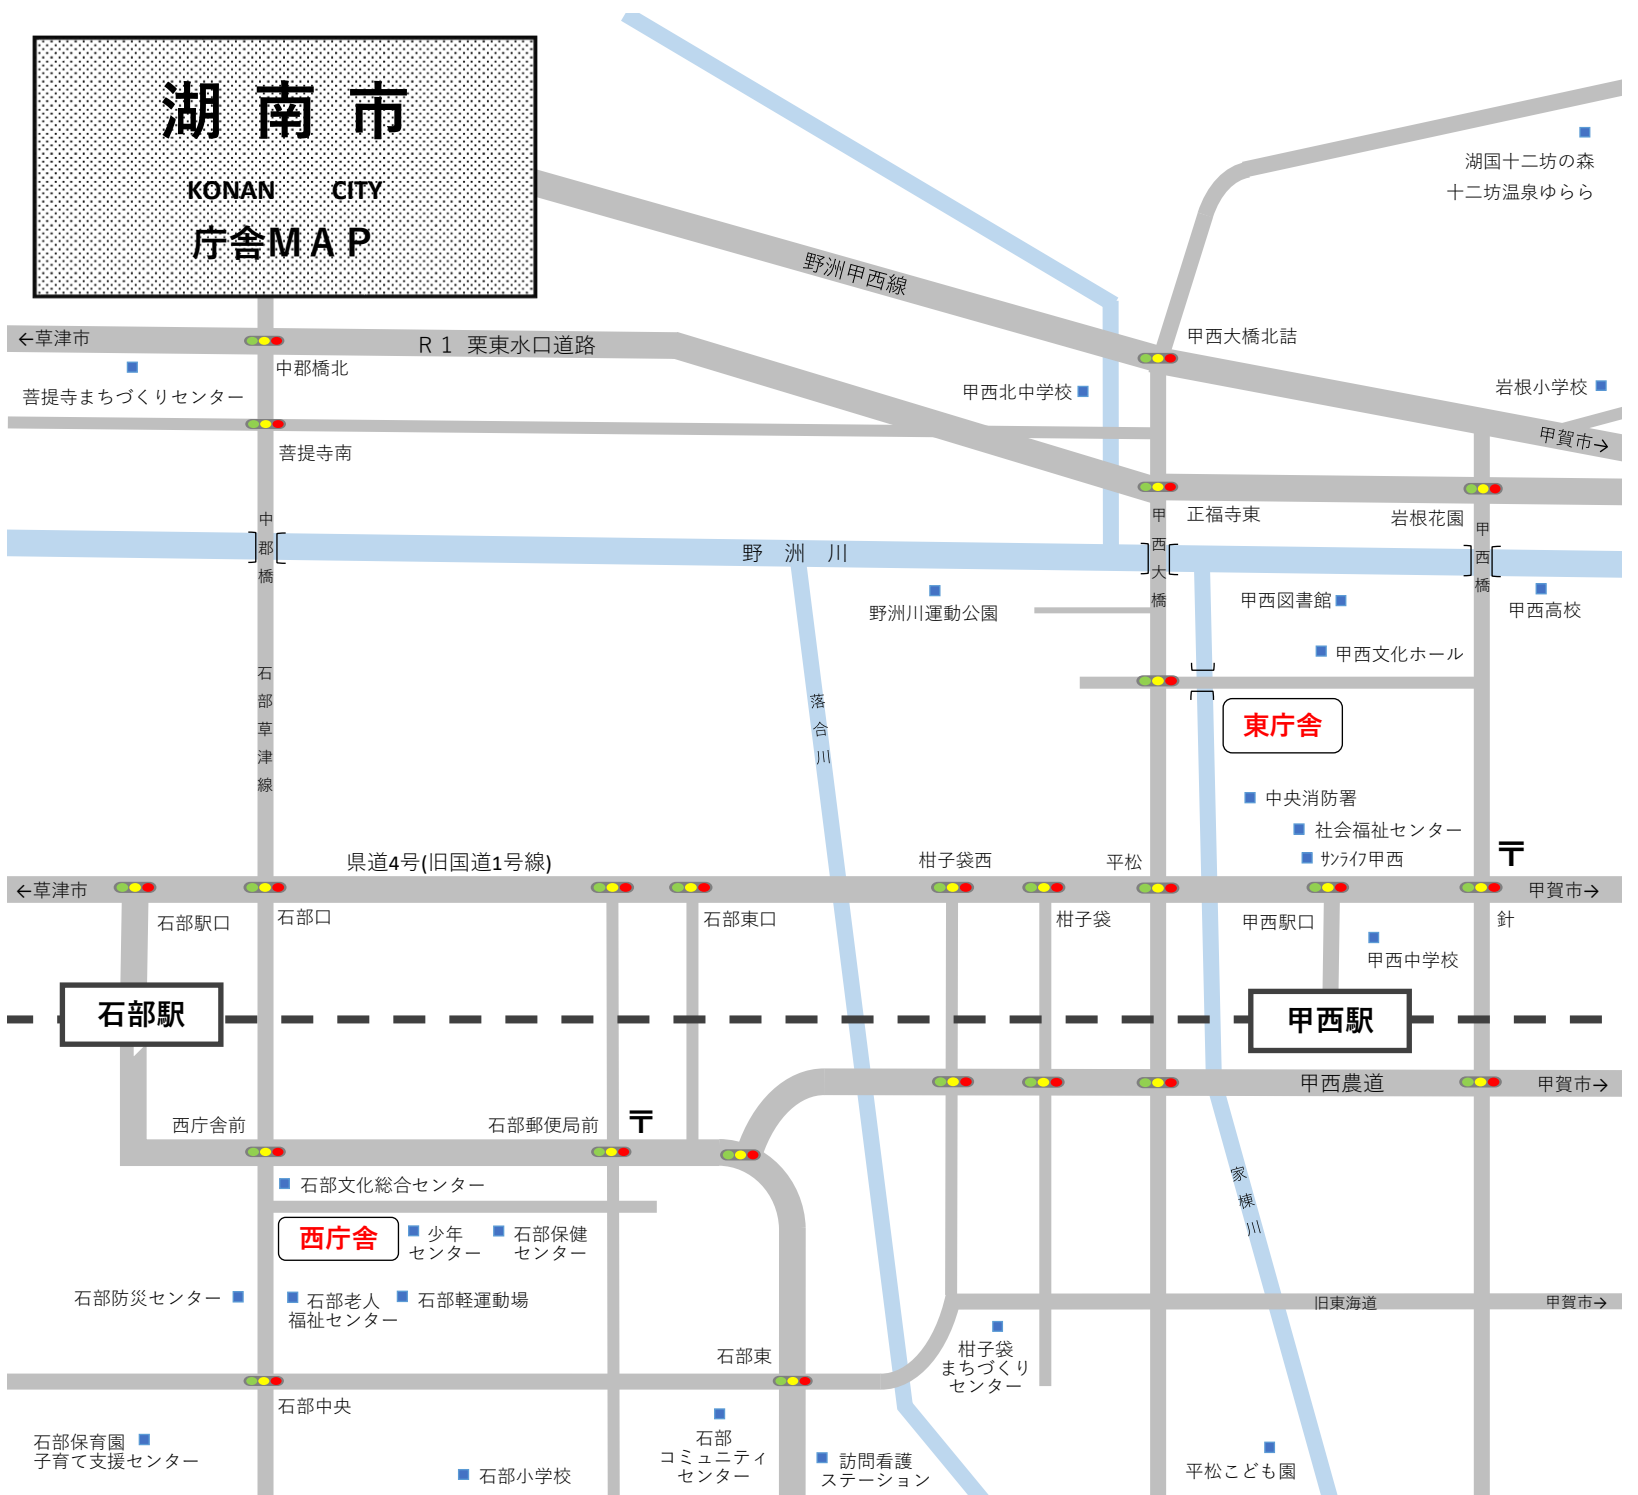 湖南市
KONAN CITY
庁舎MAP
湖国十二坊の森
十二坊温泉ゆらら
野洲甲西線
←草津市
R1 栗東水口道路
甲西大橋北詰
中郡橋北
菩提寺まちづくりセンター
甲西北中学校
岩根小学校
甲賀市→
菩提寺南
中郡橋
甲西大橋
正福寺東
岩根花園
甲西橋
野洲川
野洲川運動公園
甲西図書館
甲西高校
甲西文化ホール
石部草津線
落合川
東庁舎
中央消防署
社会福祉センター
サンライフ甲西
〒
県道4号(旧国道1号線)
柑子袋西
平松
←草津市
甲賀市→
石部駅口
石部口
石部東口
柑子袋
甲西駅口
針
甲西中学校
石部駅
甲西駅
甲西農道
甲賀市→
西庁舎前
石部郵便局前
〒
石部文化総合センター
家棟川
西庁舎
少年
センター
石部保健
センター
石部防災センター
石部老人
福祉センター
石部軽運動場
旧東海道
甲賀市→
石部東
柑子袋
まちづくり
センター
石部中央
石部保育園
子育て支援センター
石部小学校
石部
コミュニティ
センター
訪問看護
ステーション
平松こども園